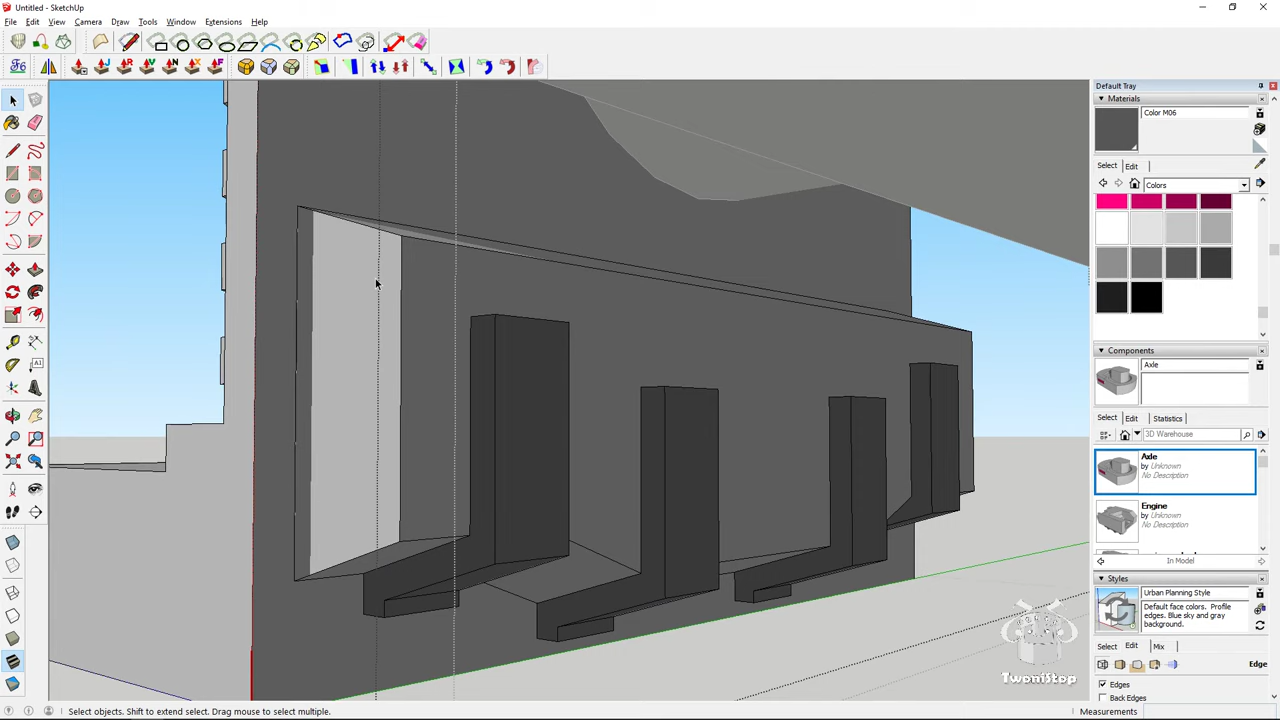 Untitled - SketchUp
File Edit View Camera Draw Tools Window Extensions Help
Default Tray
Materials
Color M06
Select Edit
Colors
Components
Axle
Select Edit Statistics
3D Warehouse
Axle
by Unknown
No Description
Engine
by Unknown
No Description
In Model
Styles
Urban Planning Style
Default face colors. Profile
edges. Blue sky and gray
background.
Select Edit Mix
Edge
Edges
Back Edges
TwoniStop
Select objects. Shift to extend select. Drag mouse to select multiple.
Measurements